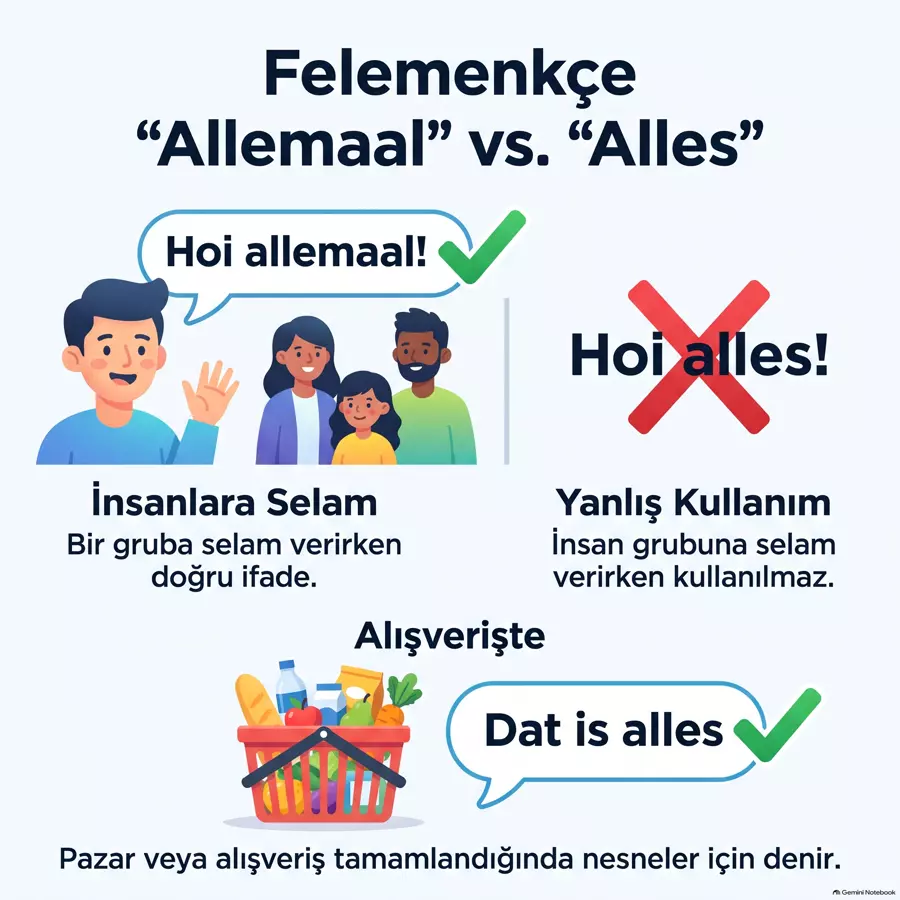 Felemenkçe
“Allemaal” vs. “Alles”
Hoi allemaal!
Hoi alles!
İnsanlara Selam
Bir gruba selam verirken
doğru ifade.
Yanlış Kullanım
İnsan grubuna selam
verirken kullanılmaz.
Alışverişte
Dat is alles
Pazar veya alışveriş tamamlandığında nesneler için denir.
Gemini Notebook